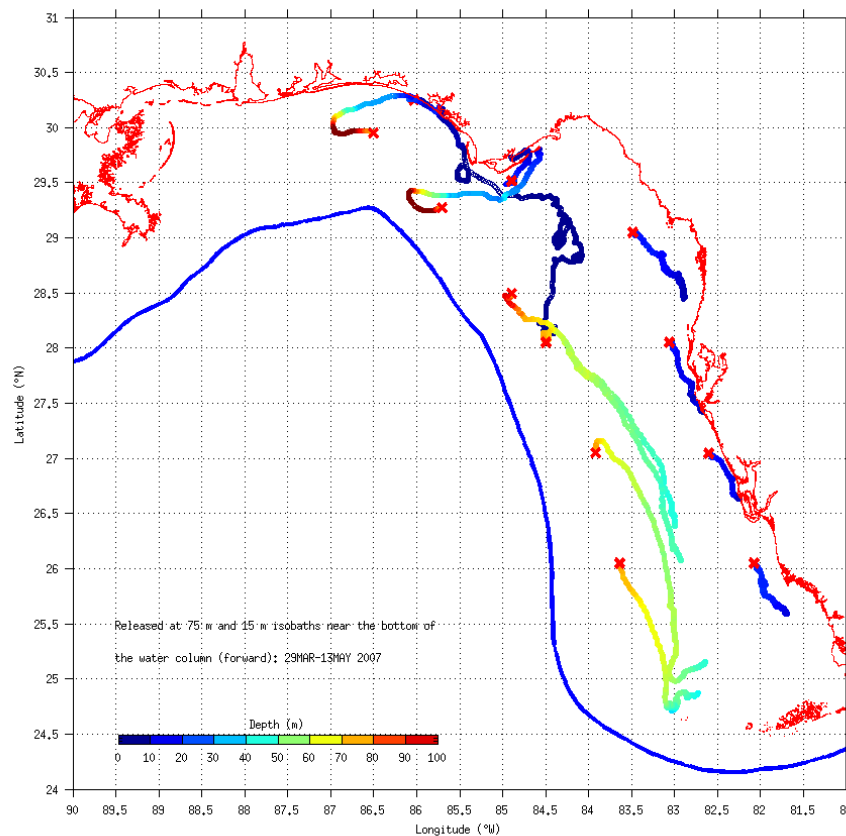 31
30.5
30
29.5
29
28.5
28
27.5
27
26.5
26
25.5
25
24.5
24
Latitude (°N)
Released at 75 m and 15 m isobaths near the bottom of
the water column (forward): 29MAR-13MAY 2007
Depth (m)
0 10 20 30 40 50 60 70 80 90 100
90 89.5 89 88.5 88 87.5 87 86.5 86 85.5 85 84.5 84 83.5 83 82.5 82 81.5 8
Longitude (°W)